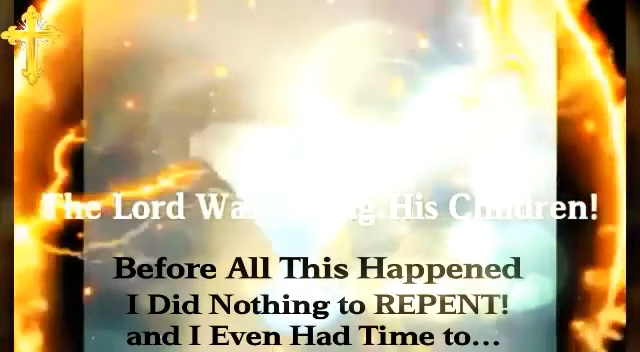 The Lord His Children!
Before All This Happened
I Did Nothing to REPENT!
and I Even Had Time to...